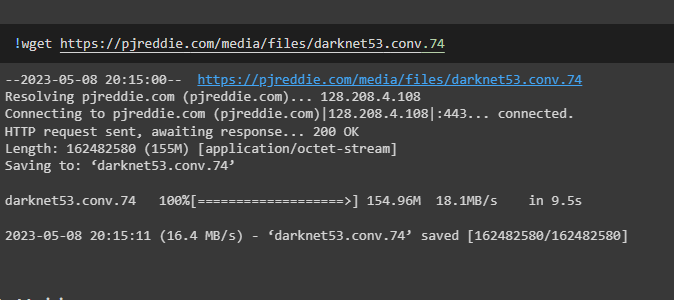 !wget https://pjreddie.com/media/files/darknet53.conv.74
--2023-05-08 20:15:00--  https://pjreddie.com/media/files/darknet53.conv.74
Resolving pjreddie.com (pjreddie.com)... 128.208.4.108
Connecting to pjreddie.com (pjreddie.com)|128.208.4.108|:443... connected.
HTTP request sent, awaiting response... 200 OK
Length: 162482580 (155M) [application/octet-stream]
Saving to: ‘darknet53.conv.74’
darknet53.conv.74   100%[===================>] 154.96M  18.1MB/s    in 9.5s
2023-05-08 20:15:11 (16.4 MB/s) - ‘darknet53.conv.74’ saved [162482580/162482580]